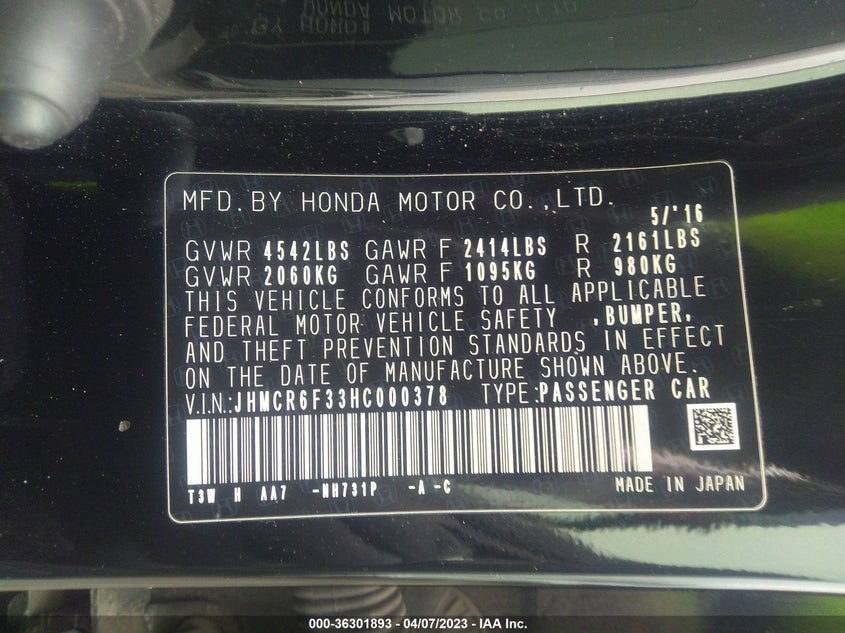 MFD. BY HONDA MOTOR CO., LTD.
5/'16
GVWR 4542LBS GAWR F 2414LBS R 2161LBS
GVWR 2060KG GAWR F 1095KG R 980KG
THIS VEHICLE CONFORMS TO ALL APPLICABLE
FEDERAL MOTOR VEHICLE SAFETY ,BUMPER,
AND THEFT PREVENTION STANDARDS IN EFFECT
ON THE DATE OF MANUFACTURE SHOWN ABOVE.
V.I.N.:JHMCR6F33HC000378 TYPE:PASSENGER CAR
T3W H AA7 -NH731P -A -C MADE IN JAPAN
000-36301893 - 04/07/2023 - IAA Inc.